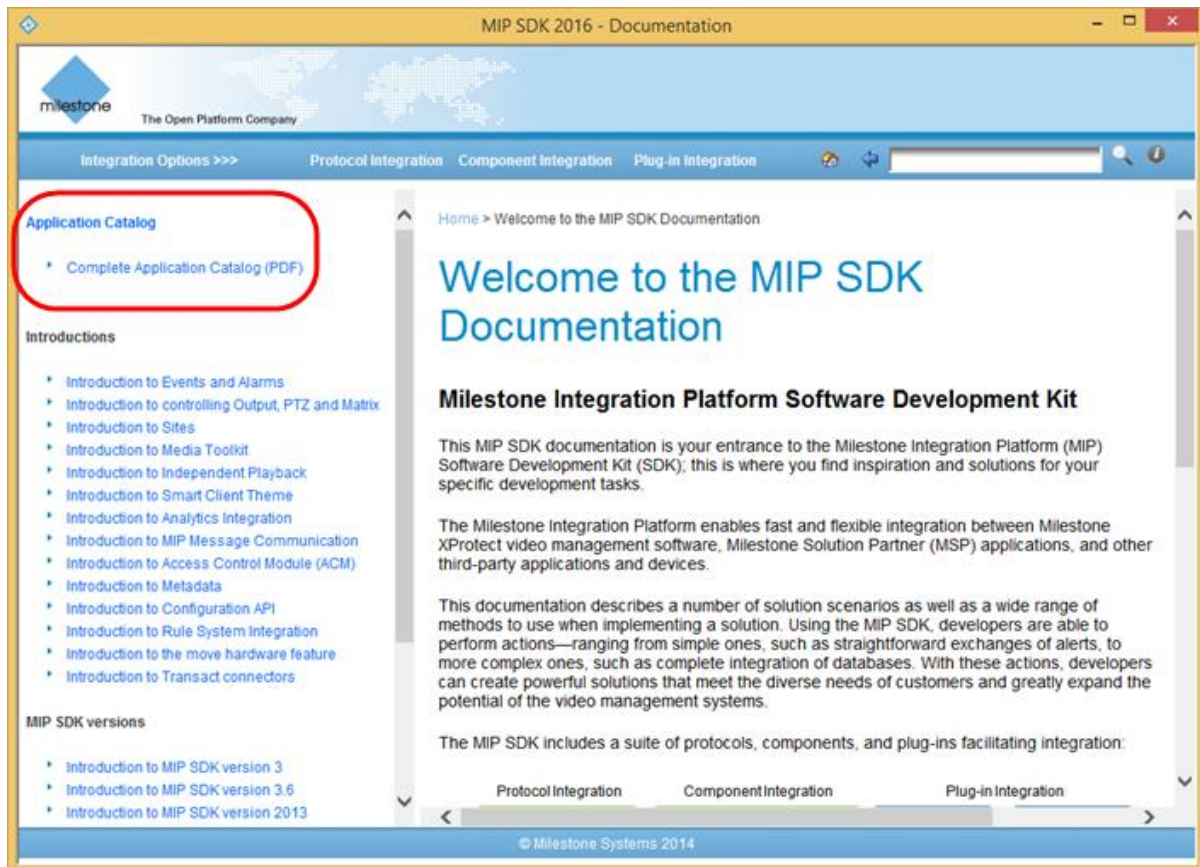 MIP SDK 2016 - Documentation
milestone
The Open Platform Company
Integration Options >>>
Protocol Integration
Component Integration
Plug-in Integration
Application Catalog
Complete Application Catalog (PDF)
Introductions
Introduction to Events and Alarms
Introduction to controlling Output, PTZ and Matrix
Introduction to Sites
Introduction to Media Toolkit
Introduction to Independent Playback
Introduction to Smart Client Theme
Introduction to Analytics Integration
Introduction to MIP Message Communication
Introduction to Access Control Module (ACM)
Introduction to Metadata
Introduction to Configuration API
Introduction to Rule System Integration
Introduction to the move hardware feature
Introduction to Transact connectors
MIP SDK versions
Introduction to MIP SDK version 3
Introduction to MIP SDK version 3.6
Introduction to MIP SDK version 2013
Home > Welcome to the MIP SDK Documentation
Welcome to the MIP SDK
Documentation
Milestone Integration Platform Software Development Kit
This MIP SDK documentation is your entrance to the Milestone Integration Platform (MIP)
Software Development Kit (SDK); this is where you find inspiration and solutions for your
specific development tasks.
The Milestone Integration Platform enables fast and flexible integration between Milestone
XProtect video management software, Milestone Solution Partner (MSP) applications, and other
third-party applications and devices.
This documentation describes a number of solution scenarios as well as a wide range of
methods to use when implementing a solution. Using the MIP SDK, developers are able to
perform actions—ranging from simple ones, such as straightforward exchanges of alerts, to
more complex ones, such as complete integration of databases. With these actions, developers
can create powerful solutions that meet the diverse needs of customers and greatly expand the
potential of the video management systems.
The MIP SDK includes a suite of protocols, components, and plug-ins facilitating integration:
Protocol Integration
Component Integration
Plug-in Integration
© Milestone Systems 2014